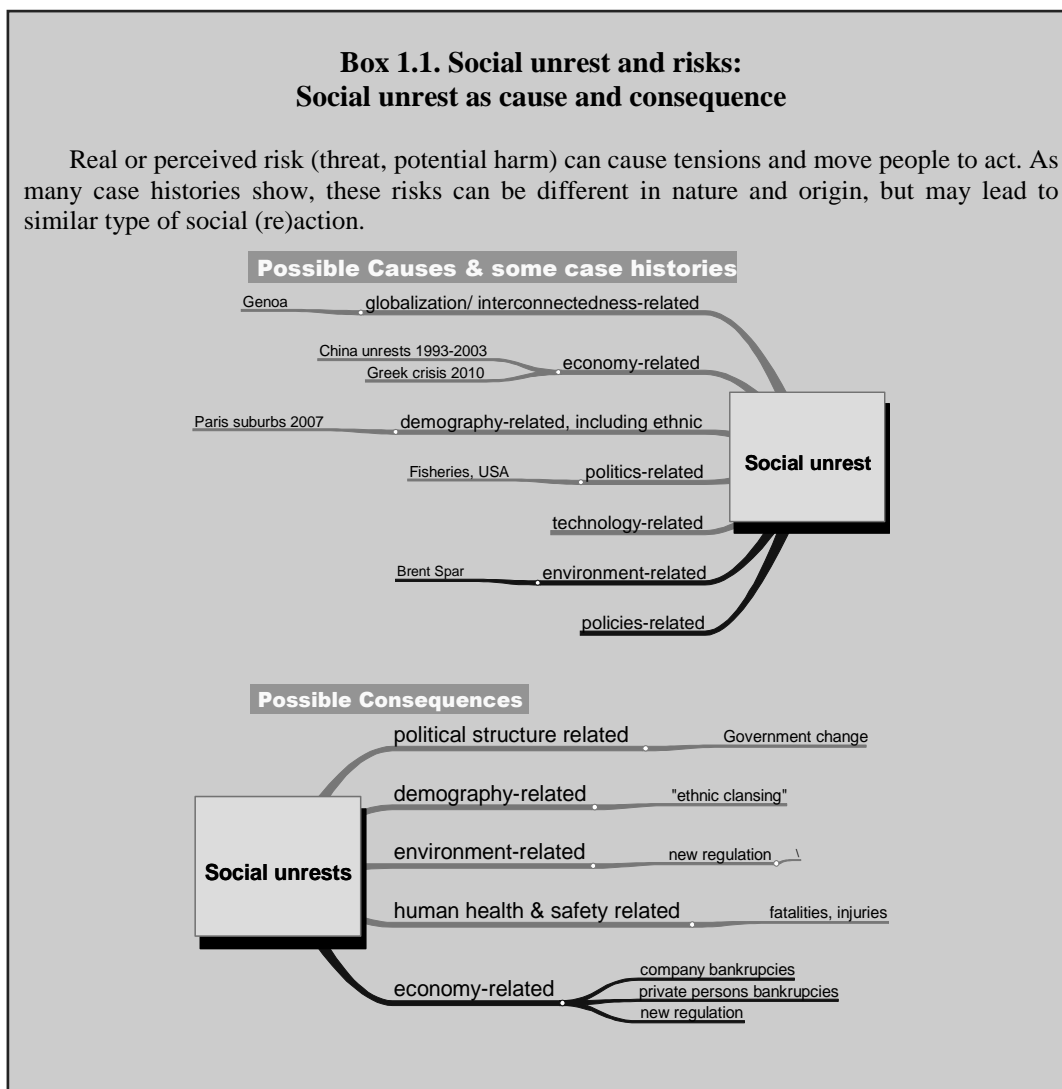 Box 1.1. Social unrest and risks:
Social unrest as cause and consequence
Real or perceived risk (threat, potential harm) can cause tensions and move people to act. As
many case histories show, these risks can be different in nature and origin, but may lead to
similar type of social (re)action.
Possible Causes & some case histories
Genoa
globalization/ interconnectedness-related
China unrests 1993-2003
Greek crisis 2010
economy-related
Paris suburbs 2007
demography-related, including ethnic
Social unrest
Fisheries, USA
politics-related
technology-related
Brent Spar
environment-related
policies-related
Possible Consequences
political structure related
Government change
demography-related
"ethnic clansing"
Social unrests
environment-related
new regulation
\
human health & safety related
fatalities, injuries
economy-related
company bankrupcies
private persons bankrupcies
new regulation